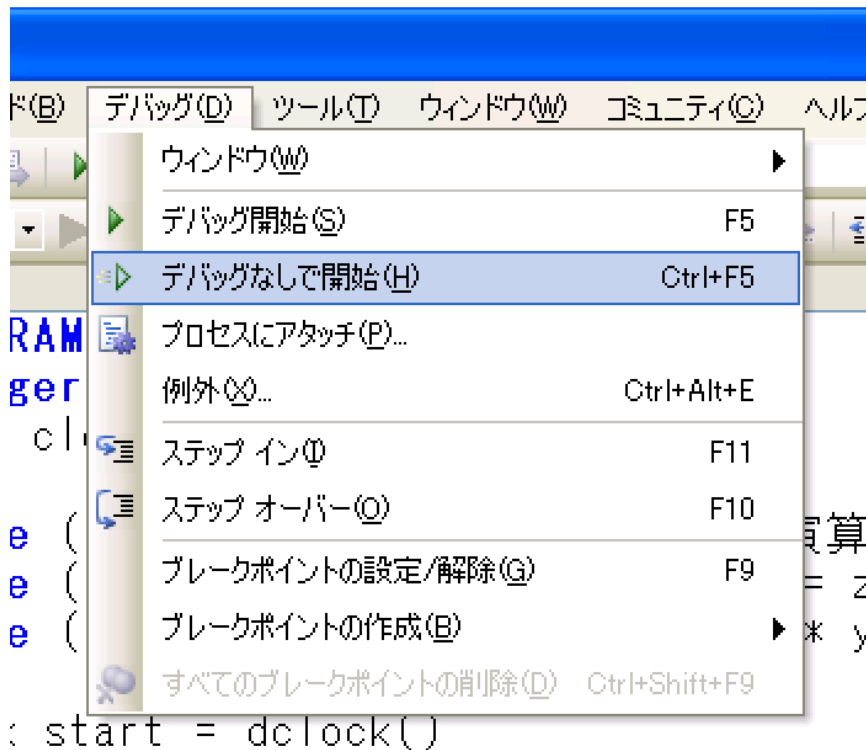 ド(B) デバッグ(D) ツール(T) ウィンドウ(W) コミュニティ(C) ヘルプ
ウィンドウ(W)
デバッグ開始(S) F5
デバッグなしで開始(H) Ctrl+F5
プロセスにアタッチ(P)...
例外(X)... Ctrl+Alt+E
ステップ イン(I) F11
ステップ オーバー(O) F10
ブレークポイントの設定/解除(G) F9
ブレークポイントの作成(B)
すべてのブレークポイントの削除(D) Ctrl+Shift+F9
RAM
ger
cl
e (
演算
e (
= z
e (
* y
start = dclock()